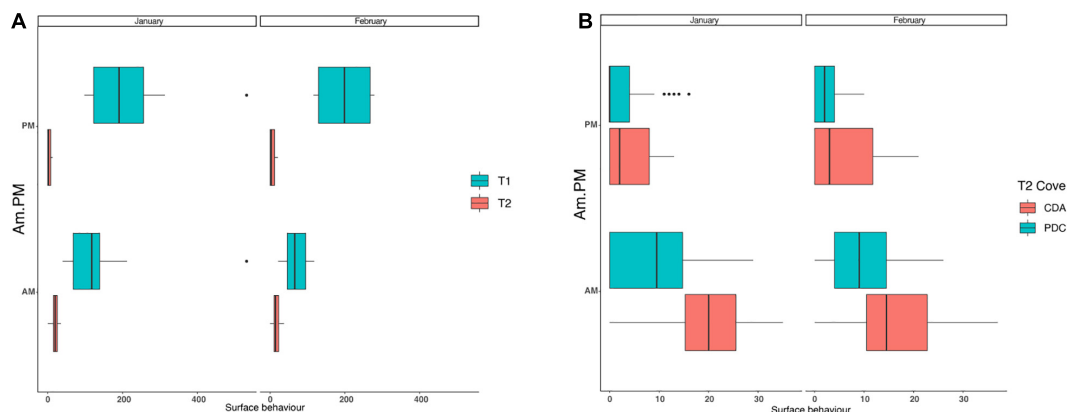 A
January
February
PM
AM
Am.PM
0
200
400
0
200
400
Surface behaviour
T1
T2
B
January
February
PM
AM
Am.PM
0
10
20
30
0
10
20
30
Surface behaviour
T2 Cove
CDA
PDC